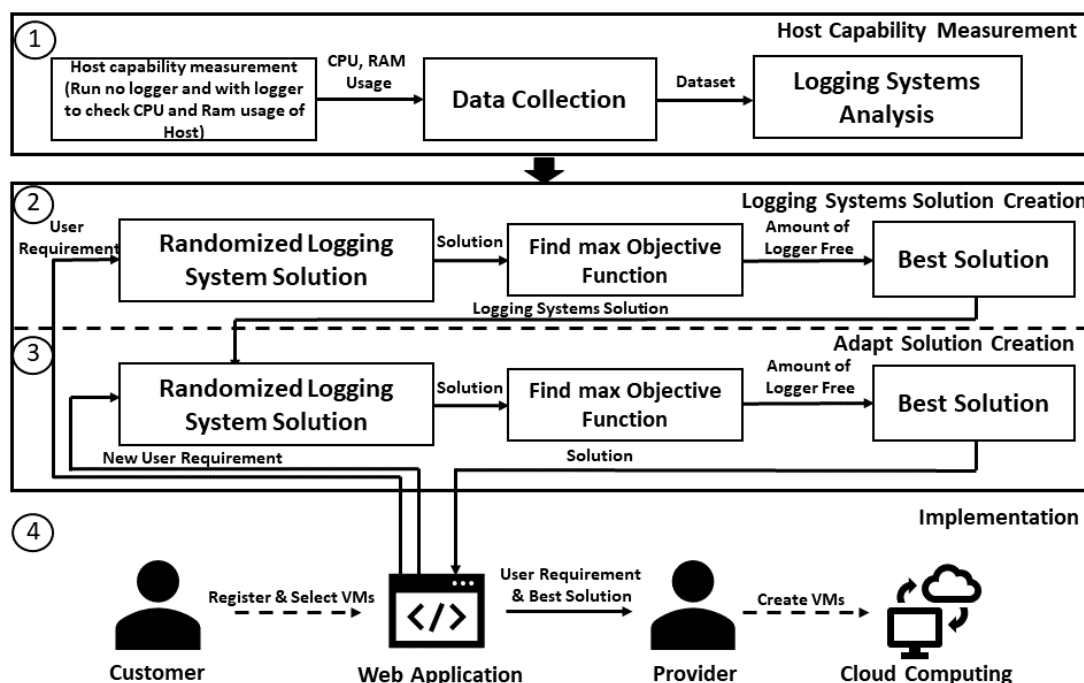 1
Host Capability Measurement
Host capability measurement
(Run no logger and with logger
to check CPU and Ram usage of
Host)
CPU, RAM
Usage
Data Collection
Dataset
Logging Systems
Analysis
2
Logging Systems Solution Creation
User
Requirement
Randomized Logging
System Solution
Solution
Find max Objective
Function
Amount of
Logger Free
Best Solution
Logging Systems Solution
3
Adapt Solution Creation
Randomized Logging
System Solution
Solution
Find max Objective
Function
Amount of
Logger Free
Best Solution
New User Requirement
Solution
4
Implementation
Register & Select VMs
User Requirement
& Best Solution
Create VMs
Customer
Web Application
Provider
Cloud Computing